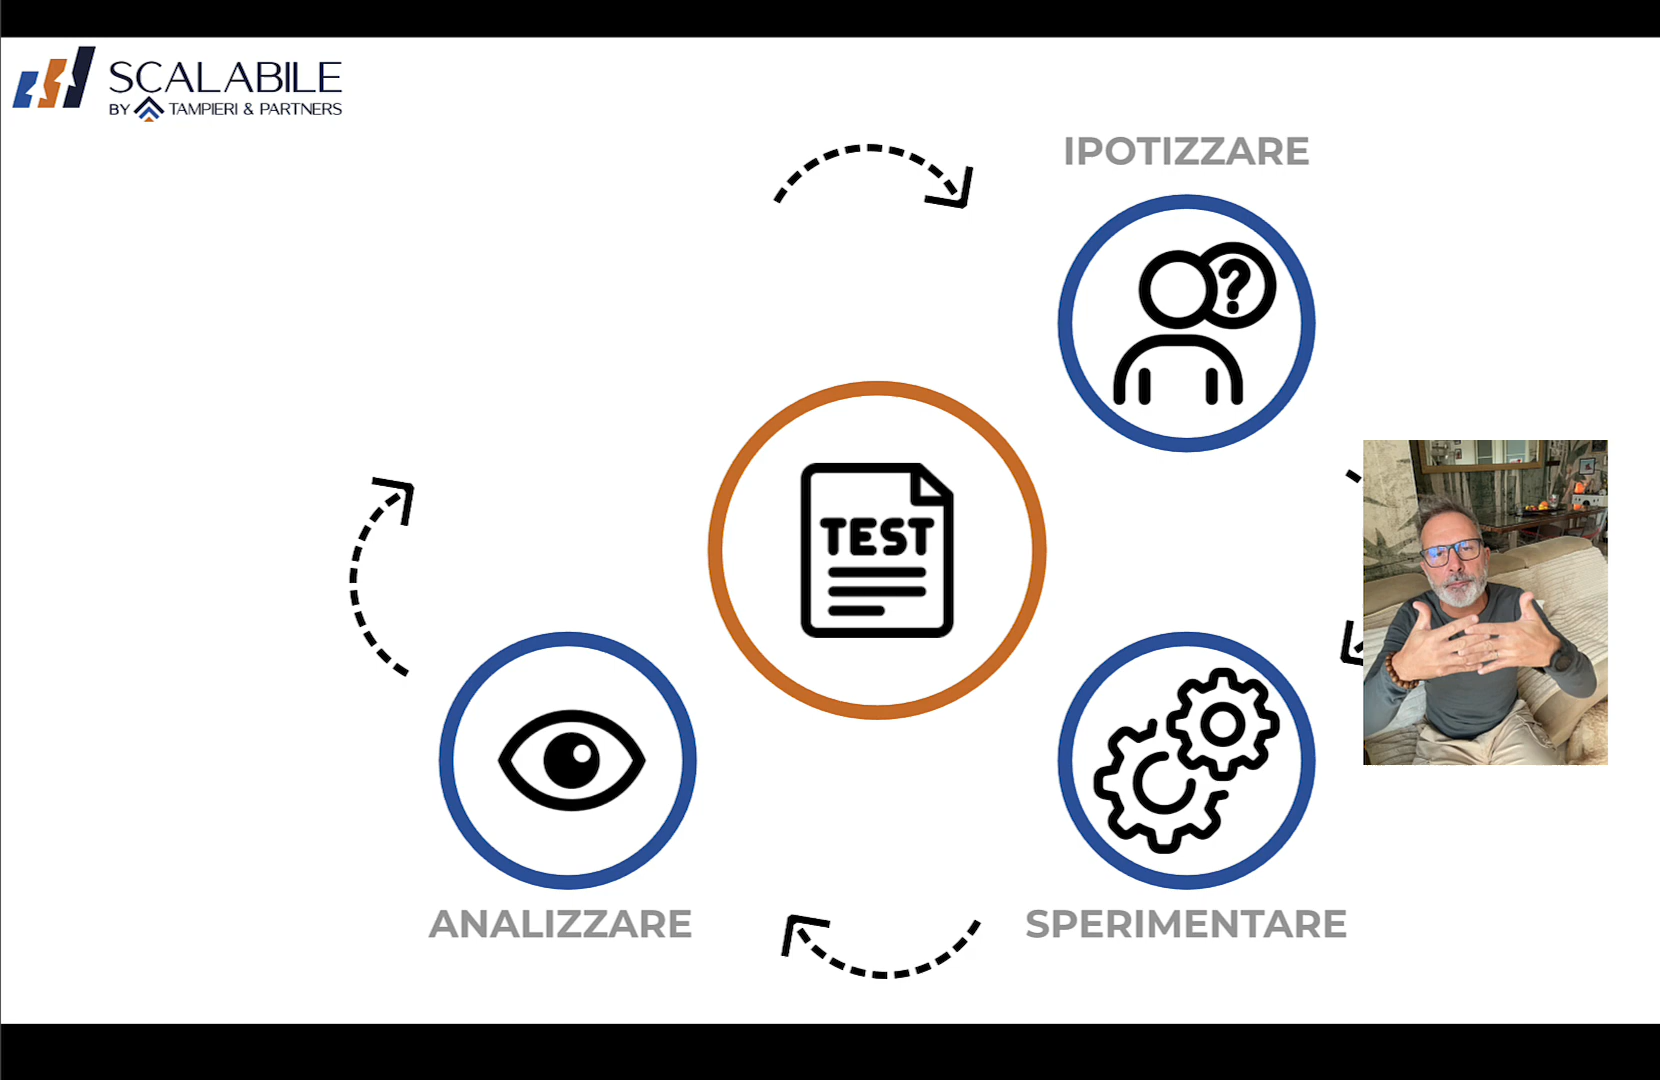 SCALABILE
BY TAMPIERI & PARTNERS
IPOTIZZARE
?
TEST
ANALIZZARE
SPERIMENTARE